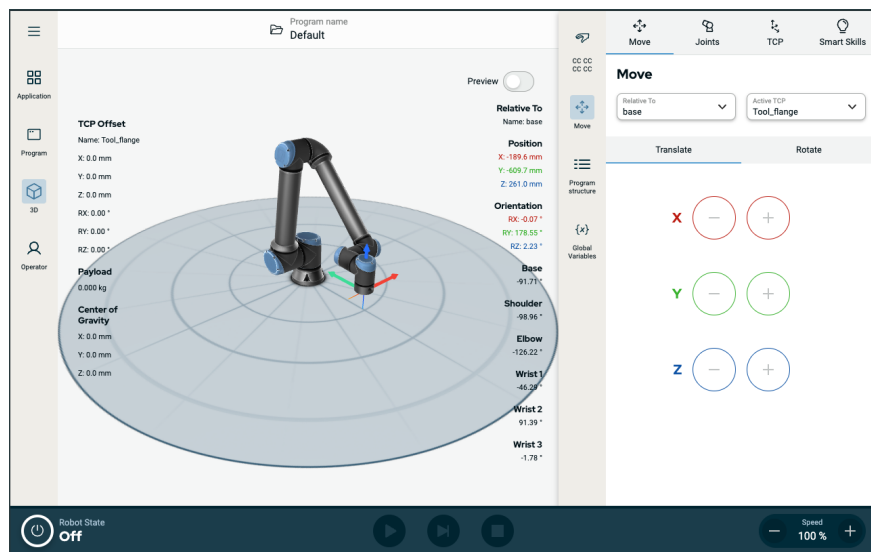 Program name
Default
Application
Program
3D
Operator
Preview
TCP Offset
Name: Tool_flange
X: 0.0 mm
Y: 0.0 mm
Z: 0.0 mm
RX: 0.00 °
RY: 0.00 °
RZ: 0.00 °
Payload
0.000 kg
Center of
Gravity
X: 0.0 mm
Y: 0.0 mm
Z: 0.0 mm
Relative To
Name: base
Position
X: -189.6 mm
Y: -609.7 mm
Z: 261.0 mm
Orientation
RX: -0.07 °
RY: 178.55 °
RZ: 2.23 °
Base
-91.71 °
Shoulder
-98.96 °
Elbow
-126.22 °
Wrist 1
-46.29 °
Wrist 2
91.39 °
Wrist 3
-1.78 °
CC CC
CC CC
Move
Program
structure
{x}
Global
Variables
Move
Joints
TCP
Smart Skills
Move
Relative To
base
Active TCP
Tool_flange
Translate
Rotate
X − +
Y − +
Z − +
Robot State
Off
Speed
− 100 % +